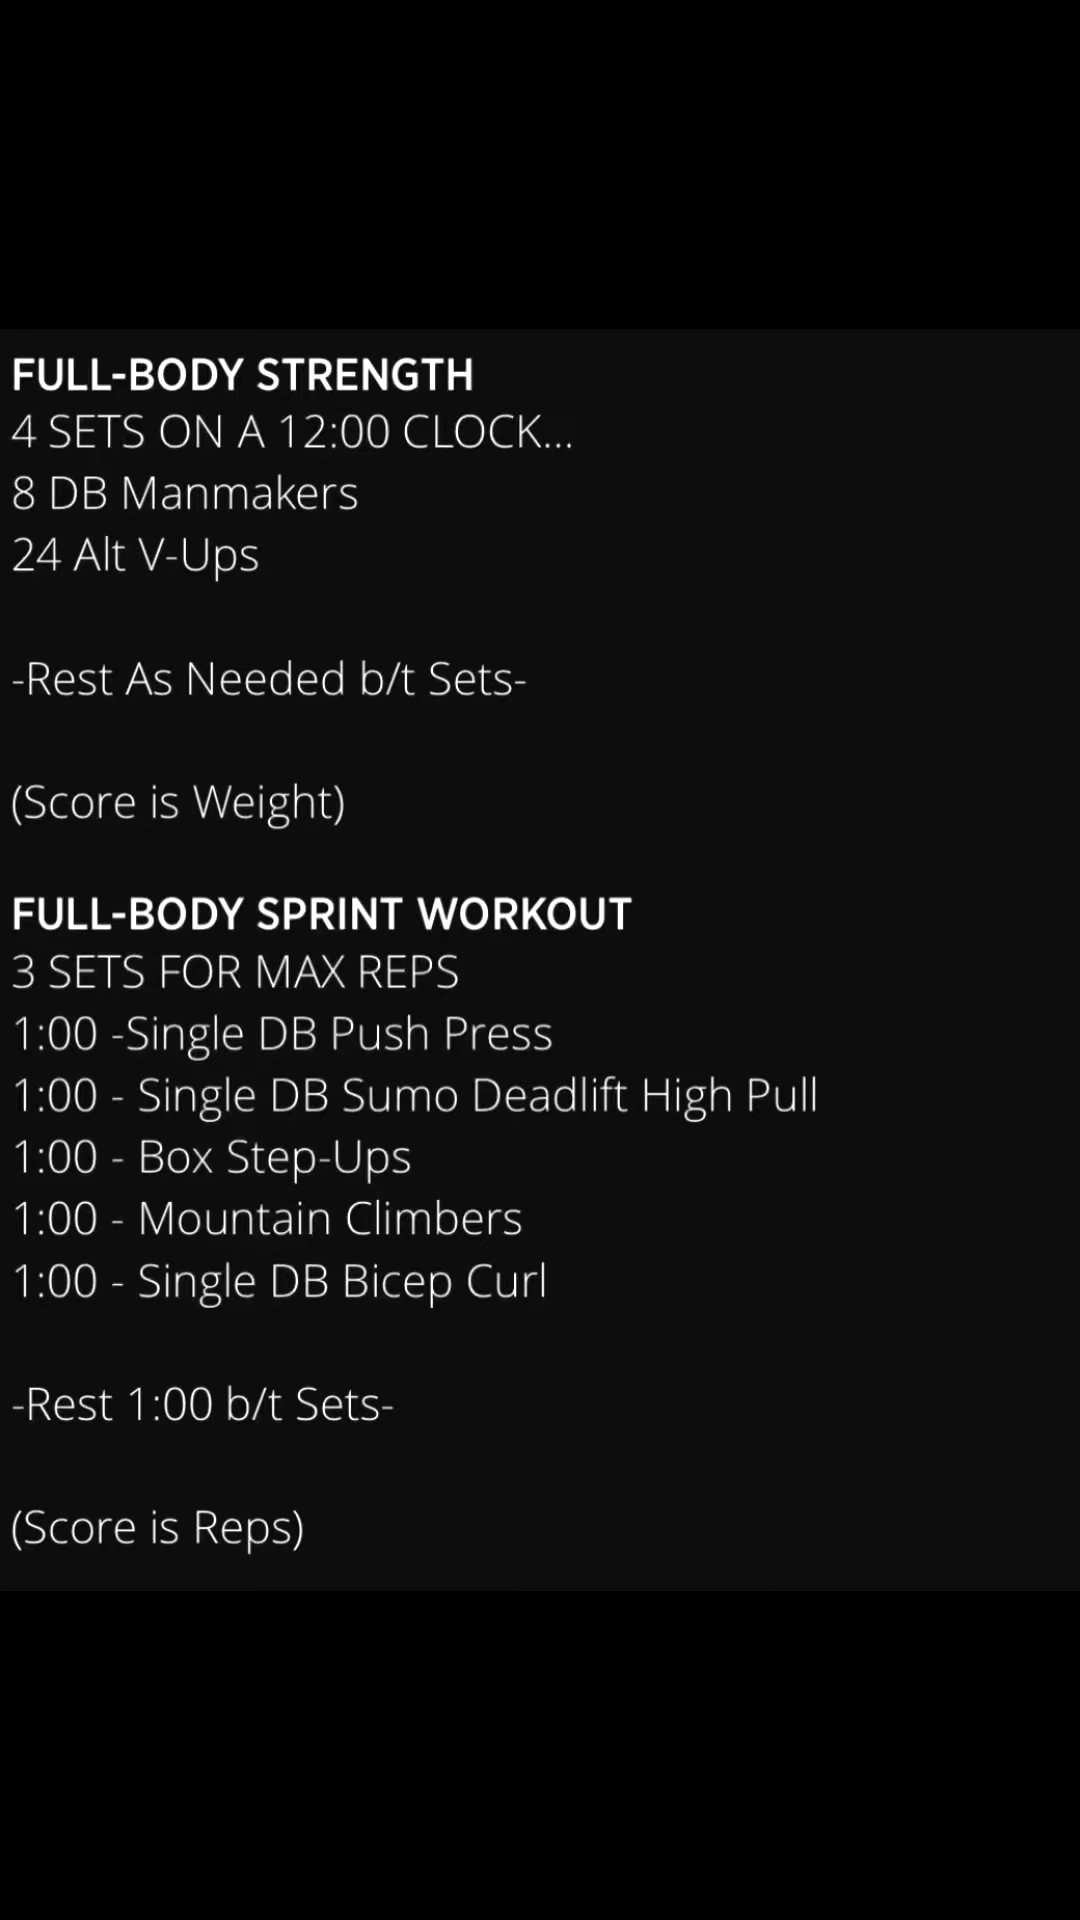 FULL-BODY STRENGTH
4 SETS ON A 12:00 CLOCK...
8 DB Manmakers
24 Alt V-Ups
-Rest As Needed b/t Sets-
(Score is Weight)
FULL-BODY SPRINT WORKOUT
3 SETS FOR MAX REPS
1:00 -Single DB Push Press
1:00 - Single DB Sumo Deadlift High Pull
1:00 - Box Step-Ups
1:00 - Mountain Climbers
1:00 - Single DB Bicep Curl
-Rest 1:00 b/t Sets-
(Score is Reps)